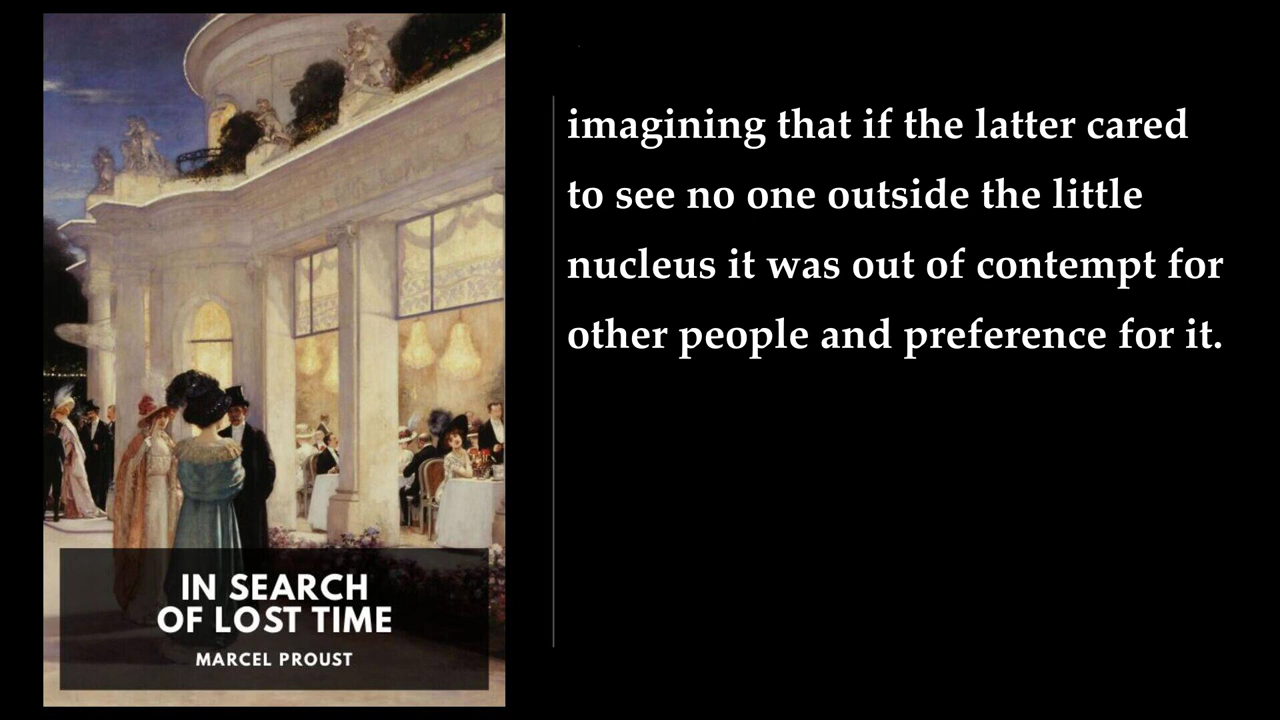 imagining that if the latter cared
to see no one outside the little
nucleus it was out of contempt for
other people and preference for it.
IN SEARCH
OF LOST TIME
MARCEL PROUST